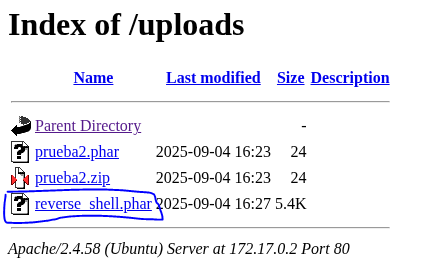 Index of /uploads
Name Last modified Size Description
Parent Directory -
prueba2.phar 2025-09-04 16:23 24
prueba2.zip 2025-09-04 16:23 24
reverse_shell.phar 2025-09-04 16:27 5.4K
Apache/2.4.58 (Ubuntu) Server at 172.17.0.2 Port 80